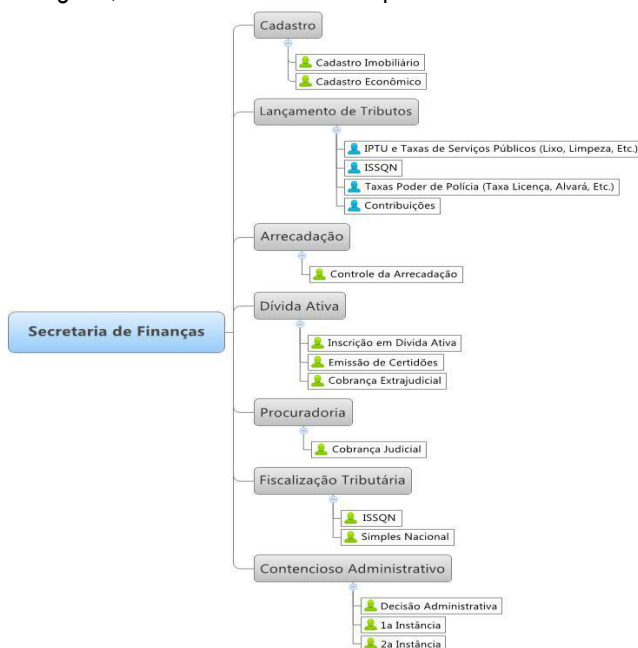 Cadastro
Cadastro Imobiliário
Cadastro Econômico
Lançamento de Tributos
IPTU e Taxas de Serviços Públicos (Lixo, Limpeza, Etc.)
ISSQN
Taxas Poder de Polícia (Taxa Licença, Alvará, Etc.)
Contribuições
Arrecadação
Controle da Arrecadação
Dívida Ativa
Secretaria de Finanças
Inscrição em Dívida Ativa
Emissão de Certidões
Cobrança Extrajudicial
Procuradoria
Cobrança Judicial
Fiscalização Tributária
ISSQN
Simples Nacional
Contencioso Administrativo
Decisão Administrativa
1a Instância
2a Instância